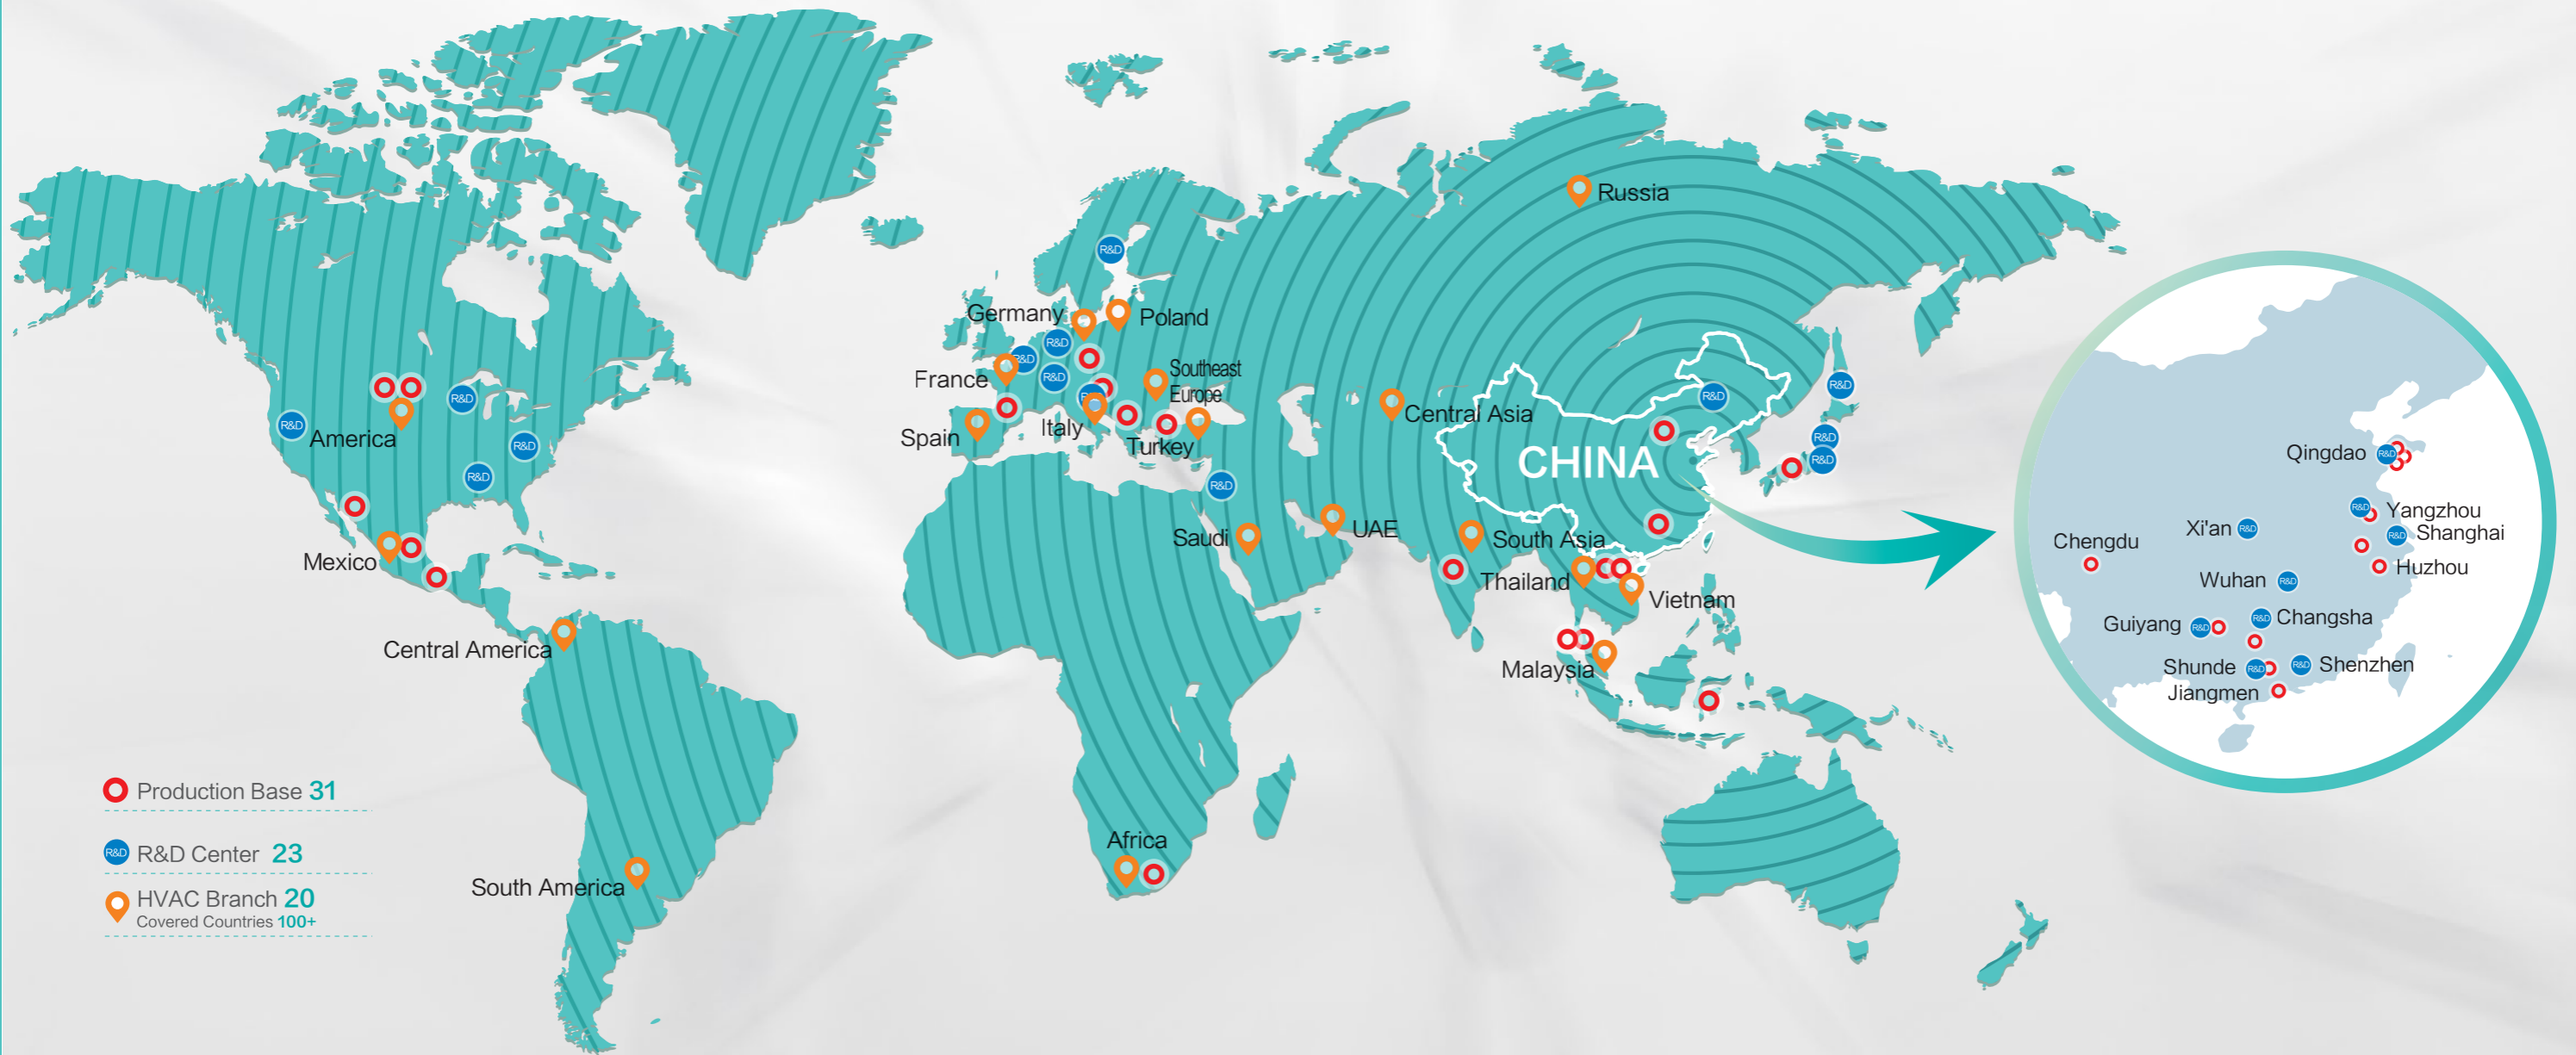 Russia
Germany
Poland
Southeast
Europe
France
Italy
Spain
Turkey
Central Asia
America
CHINA
Mexico
Saudi
UAE
South Asia
Thailand
Vietnam
Malaysia
Central America
South America
Africa
R&D
R&D
R&D
R&D
R&D
R&D
R&D
R&D
R&D
R&D
R&D
R&D
R&D
R&D
Qingdao R&D
R&D Yangzhou
Xi'an R&D
R&D Shanghai
Chengdu
Huzhou
Wuhan R&D
R&D Changsha
Guiyang R&D
Shunde R&D
R&D Shenzhen
Jiangmen
Production Base 31
R&D R&D Center 23
HVAC Branch 20
Covered Countries 100+